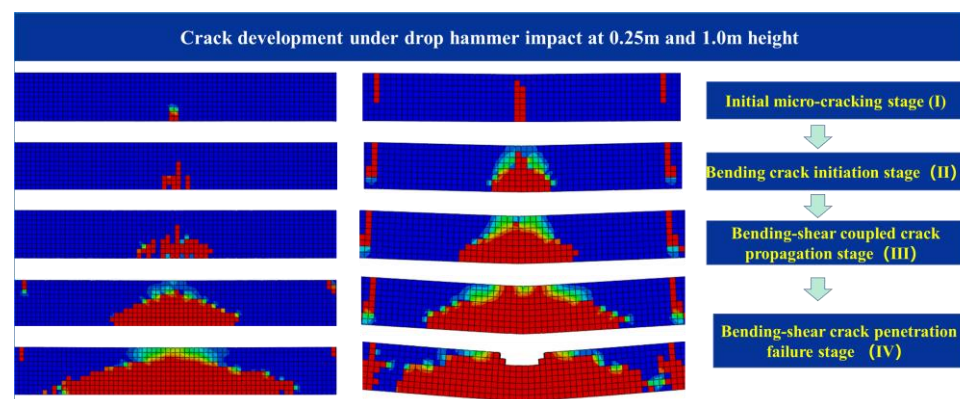 Crack development under drop hammer impact at 0.25m and 1.0m height
Initial micro-cracking stage (I)
Bending crack initiation stage（II）
Bending-shear coupled crack
propagation stage（III）
Bending-shear crack penetration
failure stage （IV）